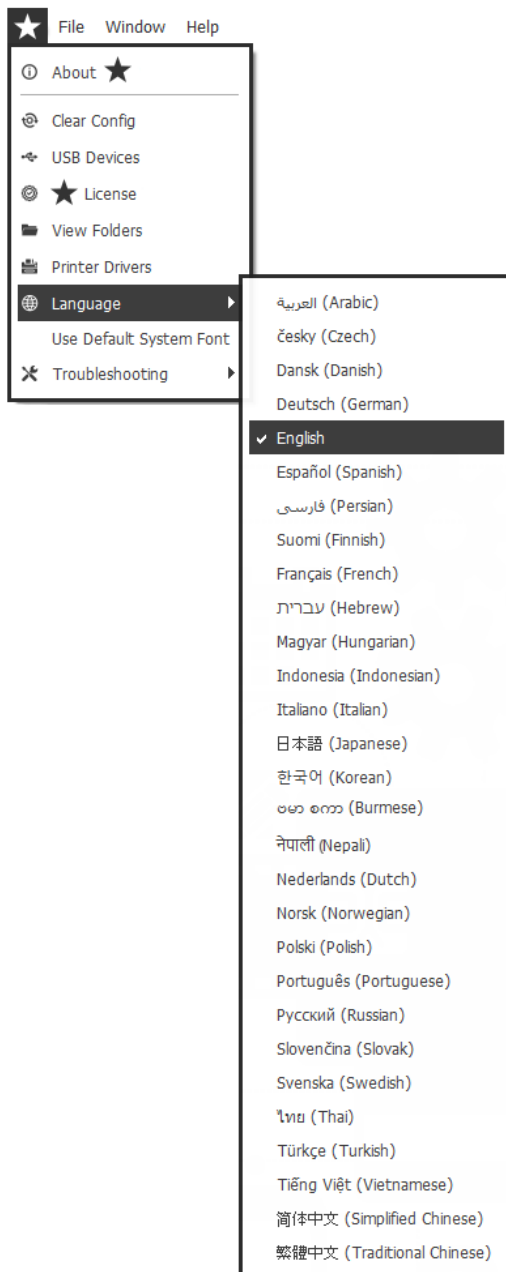 File Window Help
About
Clear Config
USB Devices
License
View Folders
Printer Drivers
Language
Use Default System Font
Troubleshooting
العربية (Arabic)
česky (Czech)
Dansk (Danish)
Deutsch (German)
English
Español (Spanish)
فارسی (Persian)
Suomi (Finnish)
Français (French)
עברית (Hebrew)
Magyar (Hungarian)
Indonesia (Indonesian)
Italiano (Italian)
日本語 (Japanese)
한국어 (Korean)
ဗမာ စကာ (Burmese)
नेपाली (Nepali)
Nederlands (Dutch)
Norsk (Norwegian)
Polski (Polish)
Português (Portuguese)
Русский (Russian)
Slovenčina (Slovak)
Svenska (Swedish)
ไทย (Thai)
Türkçe (Turkish)
Tiếng Việt (Vietnamese)
简体中文 (Simplified Chinese)
繁體中文 (Traditional Chinese)